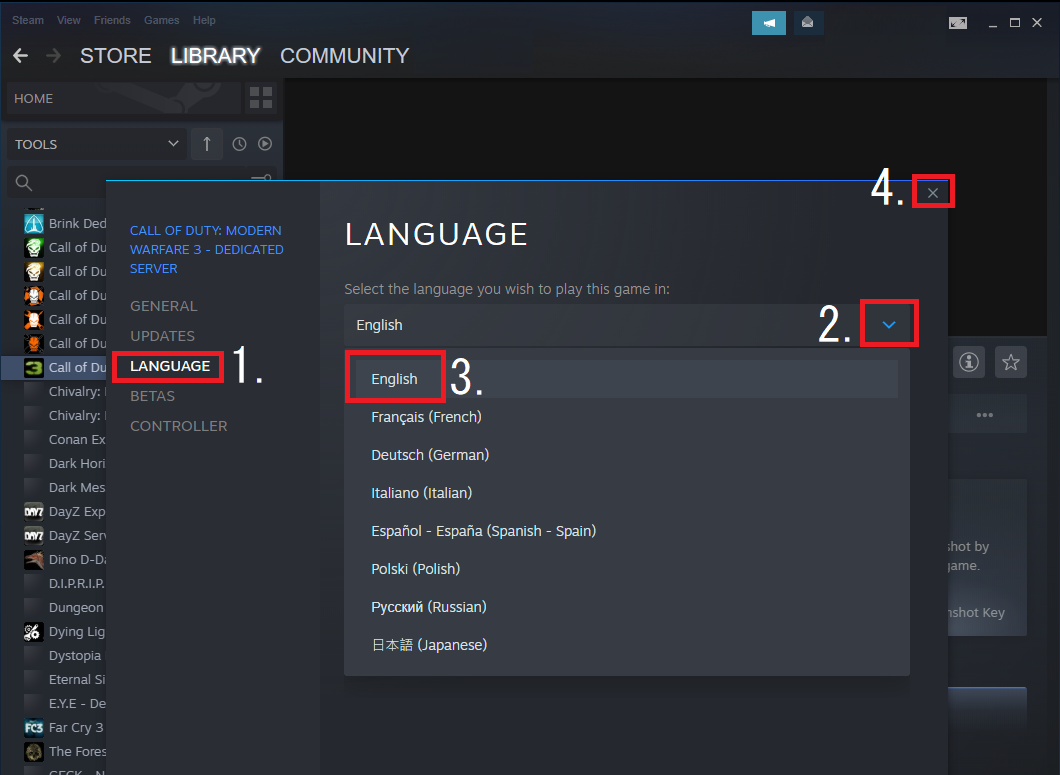 Steam View Friends Games Help
STORE LIBRARY COMMUNITY
HOME
TOOLS
Brink Ded
Call of Du
Call of Du
Call of Du
Call of Du
Call of Du
Call of Du
Chivalry:
Chivalry:
Conan Ex
Dark Hori
Dark Mes
DayZ Exp
DayZ Serv
Dino D-Da
D.I.P.R.I.P.
Dungeon
Dying Lig
Dystopia
Eternal Si
E.Y.E - De
Far Cry 3
The Fores
GECK - N
CALL OF DUTY: MODERN
WARFARE 3 - DEDICATED
SERVER
GENERAL
UPDATES
LANGUAGE 1.
BETAS
CONTROLLER
4.
LANGUAGE
Select the language you wish to play this game in:
English 2.
English 3.
Français (French)
Deutsch (German)
Italiano (Italian)
Español - España (Spanish - Spain)
Polski (Polish)
Русский (Russian)
日本語 (Japanese)
shot by
game.
nshot Key